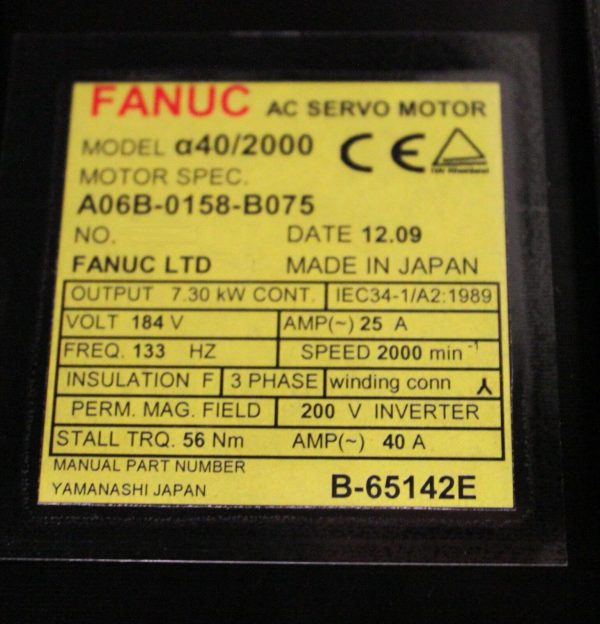 FANUC AC SERVO MOTOR
MODEL α40/2000 CE
MOTOR SPEC.
A06B-0158-B075
NO. DATE 12.09
FANUC LTD MADE IN JAPAN
OUTPUT 7.30 kW CONT. IEC34-1/A2:1989
VOLT 184 V AMP(~) 25 A
FREQ. 133 HZ SPEED 2000 min⁻¹
INSULATION F 3 PHASE winding conn
PERM. MAG. FIELD 200 V INVERTER
STALL TRQ. 56 Nm AMP(~) 40 A
MANUAL PART NUMBER
YAMANASHI JAPAN B-65142E